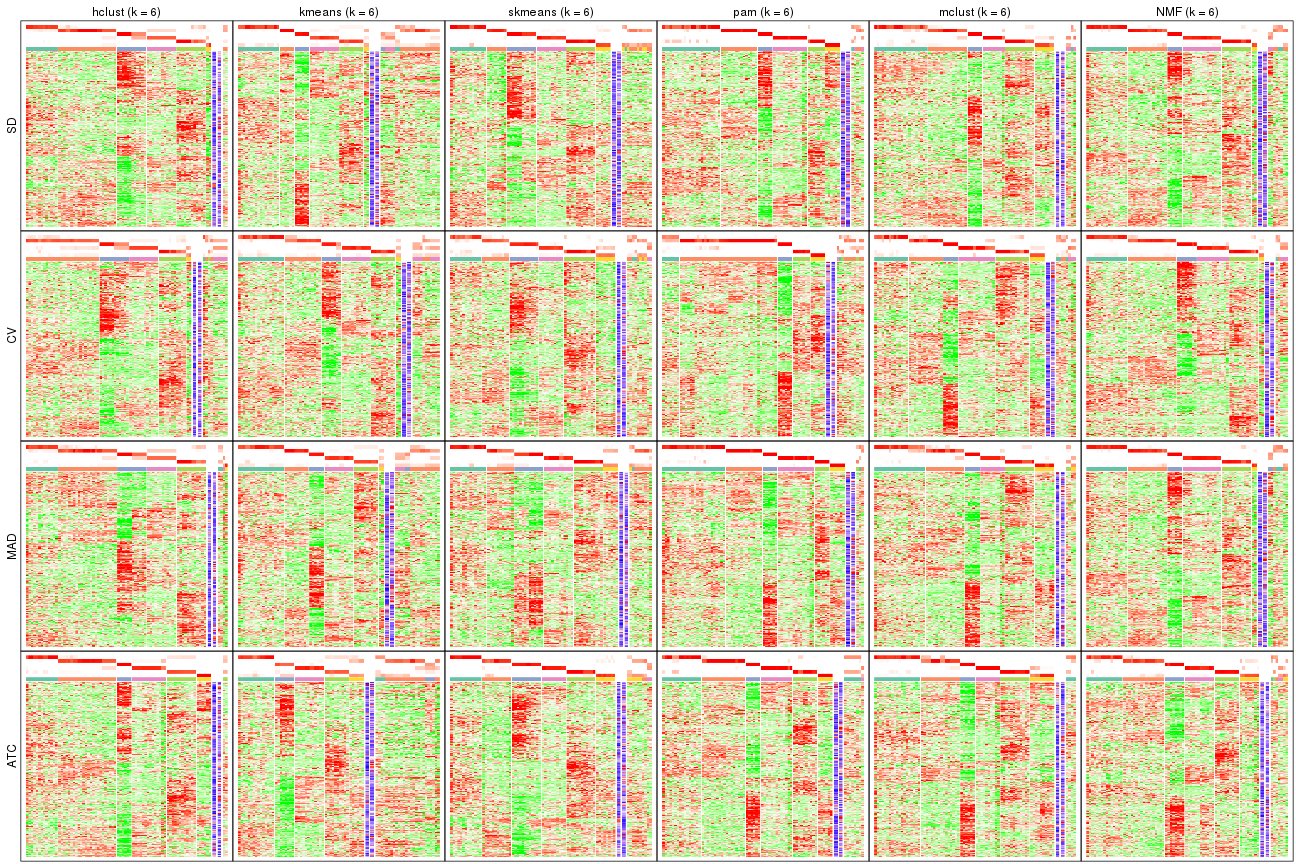 hclust (k = 6) kmeans (k = 6) skmeans (k = 6) pam (k = 6) mclust (k = 6) NMF (k = 6)
SD
CV
MAD
ATC